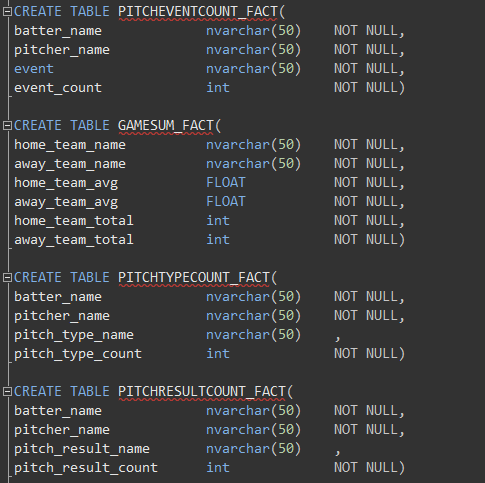 CREATE TABLE PITCHEVENTCOUNT_FACT(
batter_name nvarchar(50) NOT NULL,
pitcher_name nvarchar(50) NOT NULL,
event nvarchar(50) NOT NULL,
event_count int NOT NULL)
CREATE TABLE GAMESUM_FACT(
home_team_name nvarchar(50) NOT NULL,
away_team_name nvarchar(50) NOT NULL,
home_team_avg FLOAT NOT NULL,
away_team_avg FLOAT NOT NULL,
home_team_total int NOT NULL,
away_team_total int NOT NULL)
CREATE TABLE PITCHTYPECOUNT_FACT(
batter_name nvarchar(50) NOT NULL,
pitcher_name nvarchar(50) NOT NULL,
pitch_type_name nvarchar(50) ,
pitch_type_count int NOT NULL)
CREATE TABLE PITCHRESULTCOUNT_FACT(
batter_name nvarchar(50) NOT NULL,
pitcher_name nvarchar(50) NOT NULL,
pitch_result_name nvarchar(50) ,
pitch_result_count int NOT NULL)